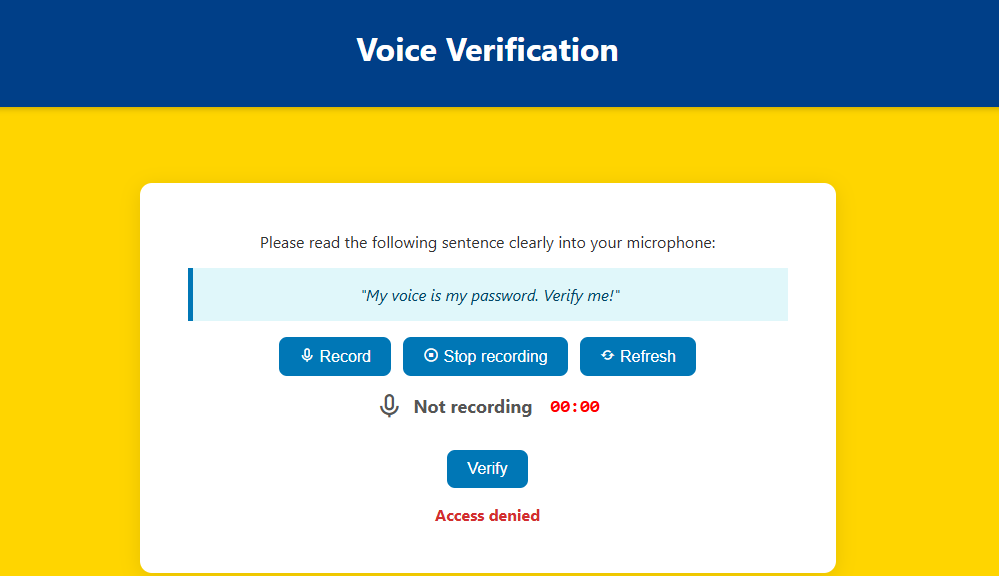 Voice Verification
Please read the following sentence clearly into your microphone:
"My voice is my password. Verify me!"
Record Stop recording Refresh
Not recording 00:00
Verify
Access denied